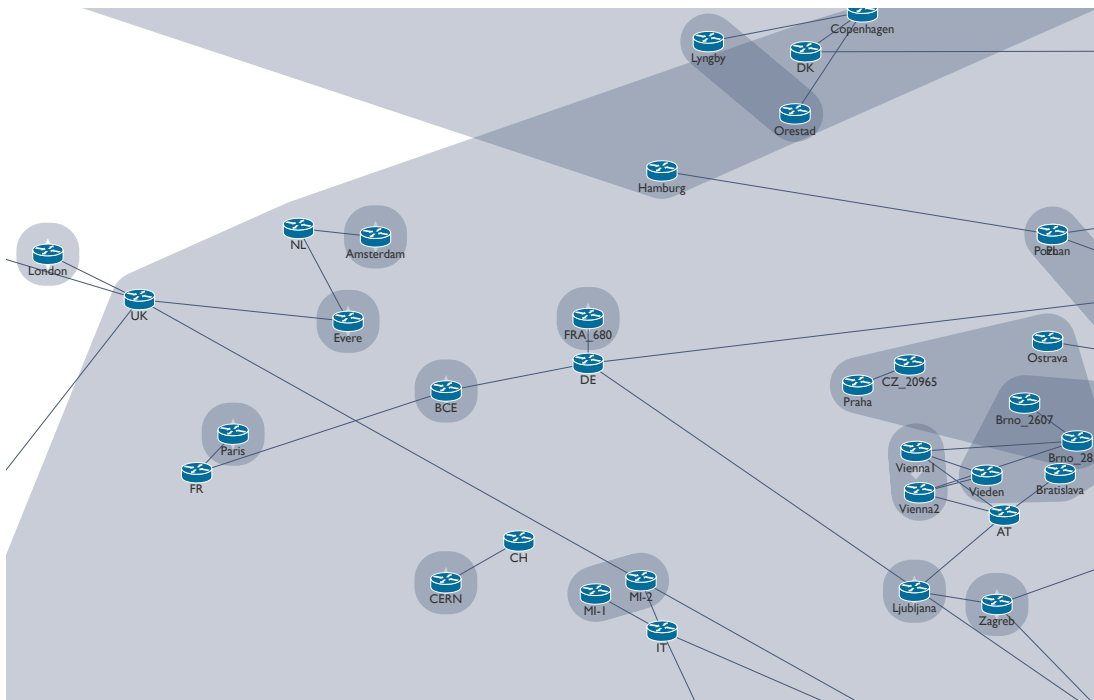 Copenhagen
Lyngby
DK
Orestad
Hamburg
NL
Amsterdam
London
UK
Evere
FRA_680
DE
Ostrava
CZ_20965
Praha
BCE
Brno_2607
Paris
Vienna1
FR
Vieden
Bratislava
Vienna2
AT
CH
CERN
MI-1
MI-2
Ljubljana
Zagreb
IT